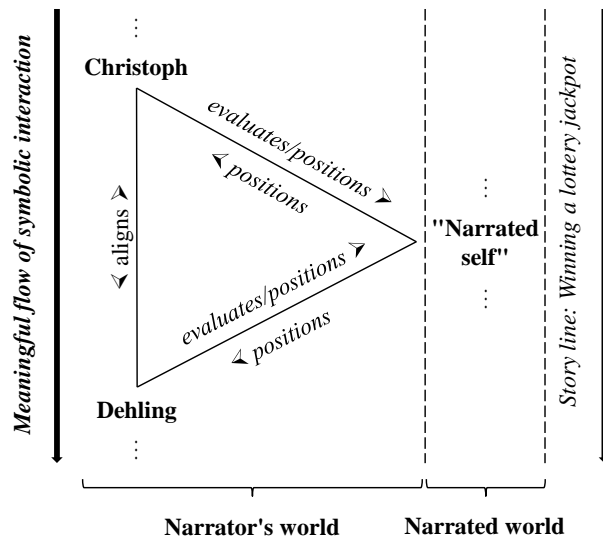 Meaningful flow of symbolic interaction
⋮
Christoph
evaluates/positions
positions
aligns
evaluates/positions
positions
Dehling
⋮
⋮
"Narrated
self"
⋮
Story line: Winning a lottery jackpot
Narrator's world
Narrated world